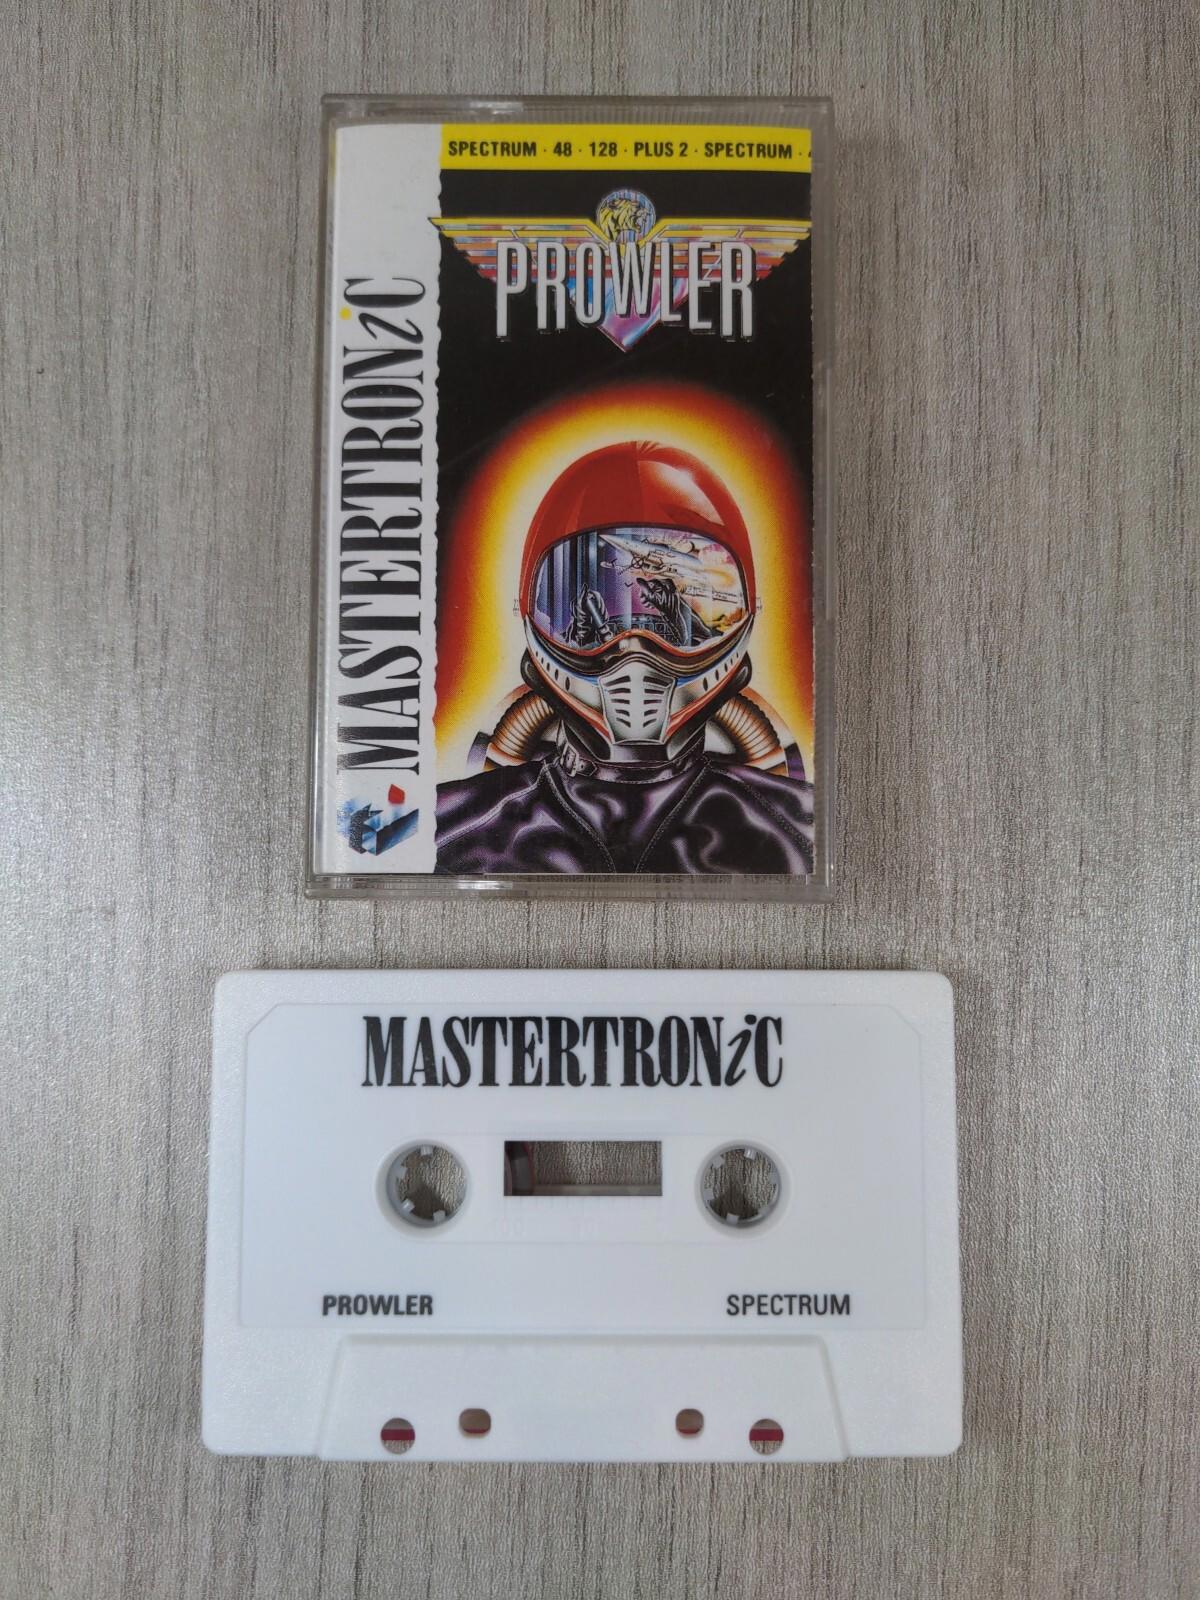 SPECTRUM · 48 · 128 · PLUS 2 · SPECTRUM ·
PROWLER
MASTERTRONiC
MASTERTRONiC
PROWLER
SPECTRUM